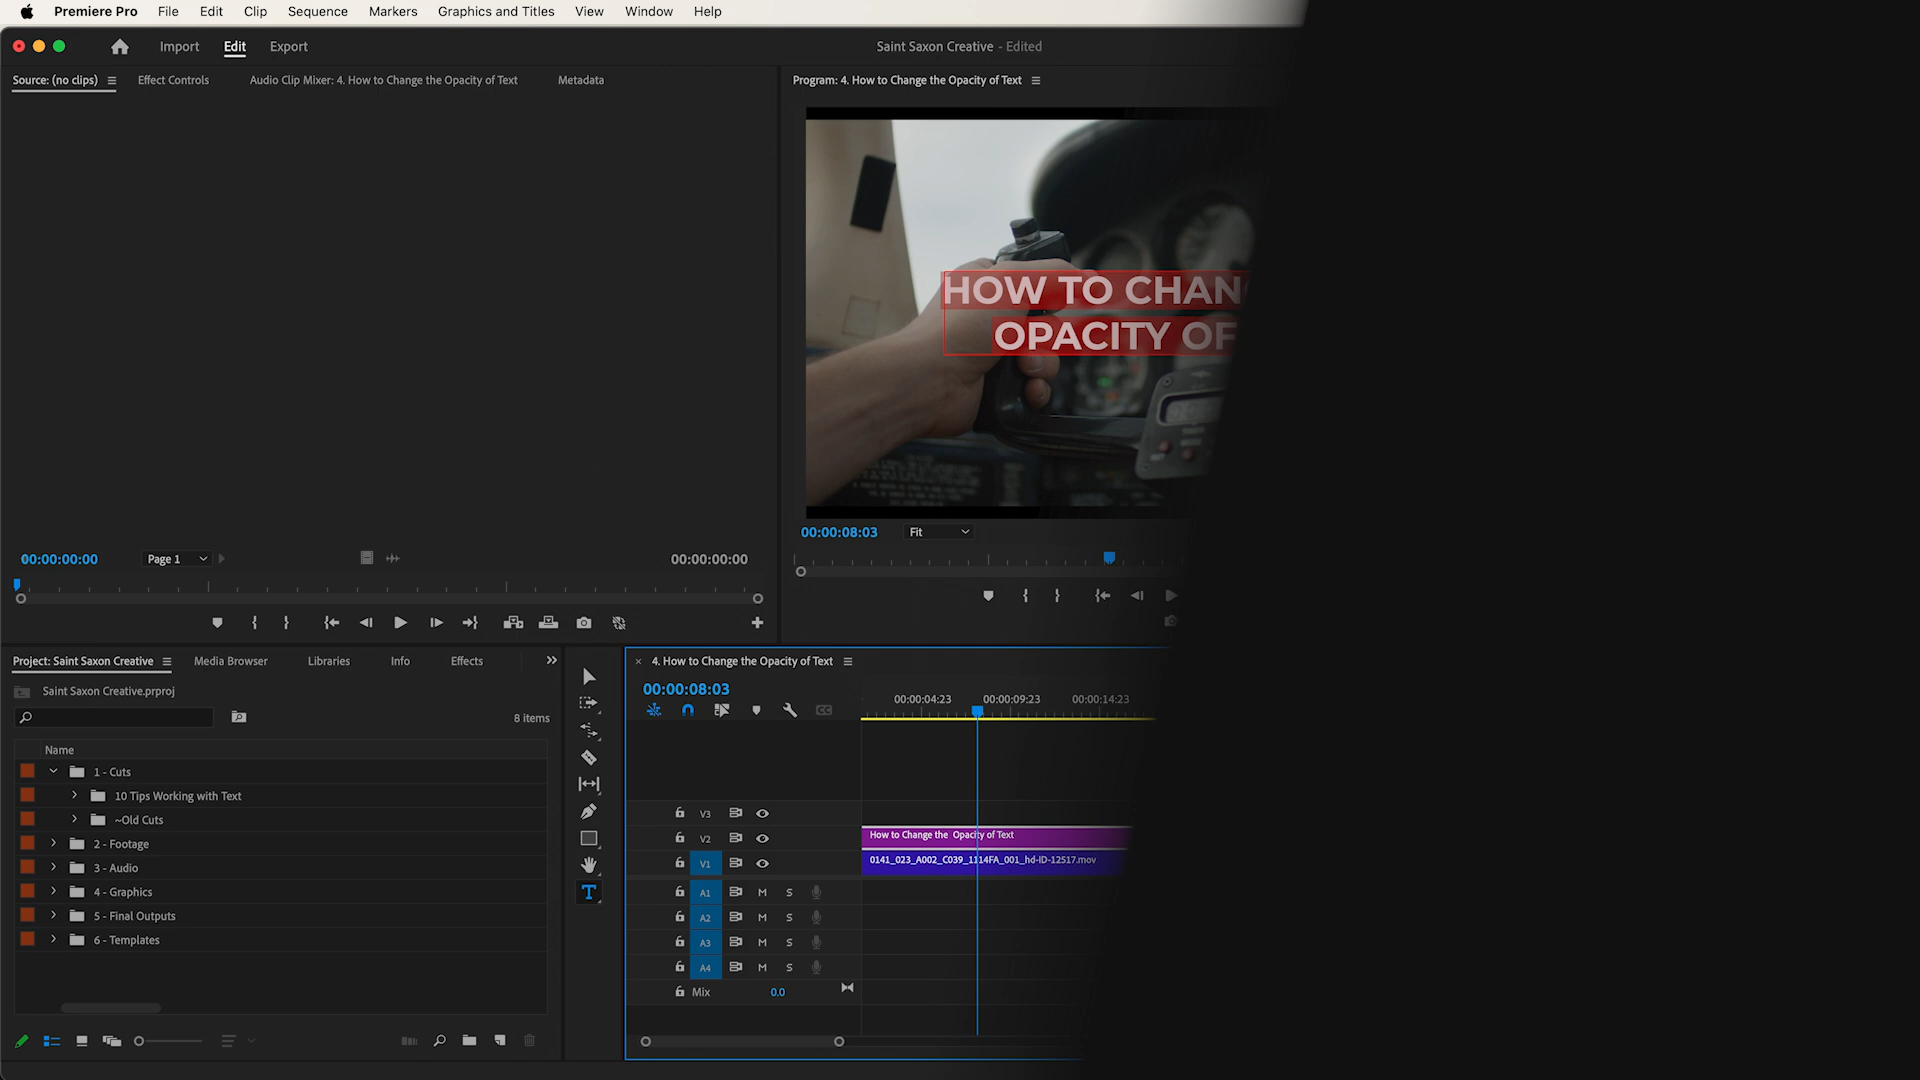 Premiere Pro File Edit Clip Sequence Markers Graphics and Titles View Window Help
Import Edit Export Saint Saxon Creative - Edited
Source: (no clips) Effect Controls Audio Clip Mixer: 4. How to Change the Opacity of Text Metadata
Program: 4. How to Change the Opacity of Text
HOW TO CHAN
OPACITY OF
00:00:08:03 Fit
00:00:00:00 Page 1 00:00:00:00
Project: Saint Saxon Creative Media Browser Libraries Info Effects
Saint Saxon Creative.prproj
8 items
Name
1 - Cuts
10 Tips Working with Text
~Old Cuts
2 - Footage
3 - Audio
4 - Graphics
5 - Final Outputs
6 - Templates
T
4. How to Change the Opacity of Text
00:00:08:03
CC
00:00:04:23 00:00:09:23 00:00:14:23
V3
V2 How to Change the Opacity of Text
V1 0141_023_A002_C039_1114FA_001_hd-ID-12517.mov
A1 M S
A2 M S
A3 M S
A4 M S
Mix 0.0